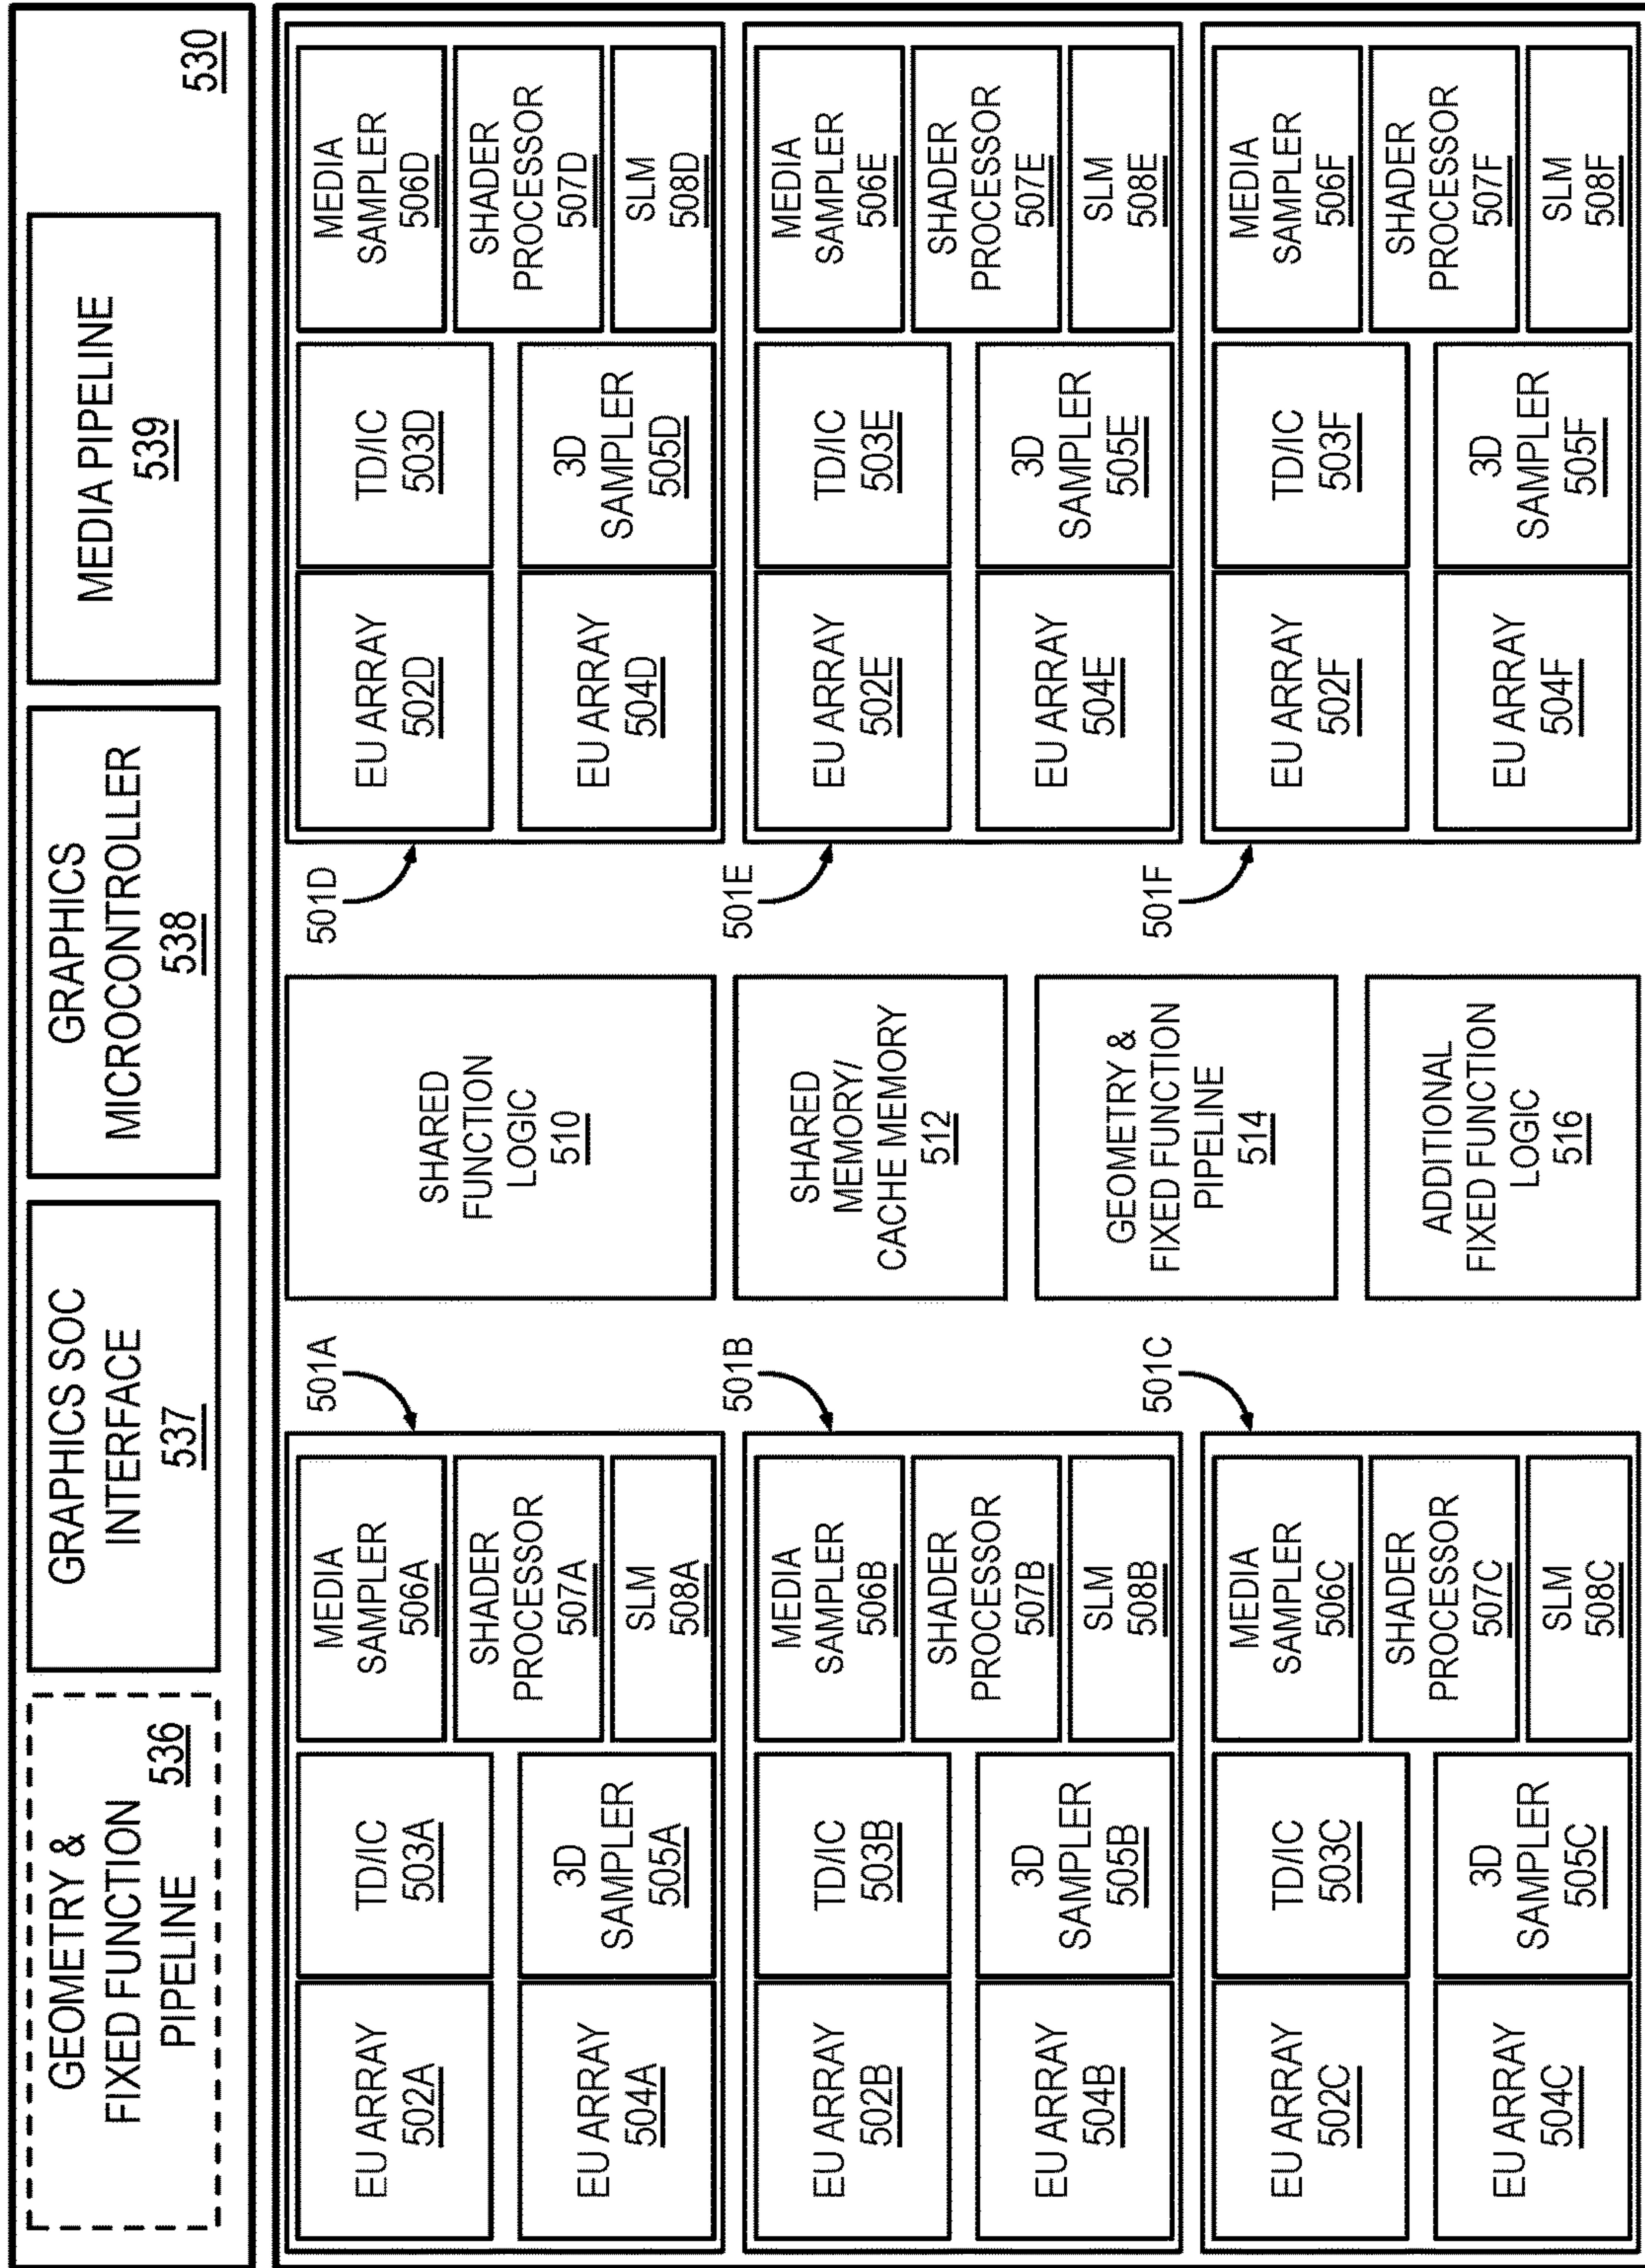 GEOMETRY &
FIXED FUNCTION
PIPELINE
536
GRAPHICS SOC
INTERFACE
537
GRAPHICS
MICROCONTROLLER
538
MEDIA PIPELINE
539
530
501A
EU ARRAY
502A
TD/IC
503A
MEDIA
SAMPLER
506A
SHADER
PROCESSOR
507A
EU ARRAY
504A
3D
SAMPLER
505A
SLM
508A
SHARED
FUNCTION
LOGIC
510
501D
EU ARRAY
502D
TD/IC
503D
MEDIA
SAMPLER
506D
SHADER
PROCESSOR
507D
EU ARRAY
504D
3D
SAMPLER
505D
SLM
508D
501B
EU ARRAY
502B
TD/IC
503B
MEDIA
SAMPLER
506B
SHADER
PROCESSOR
507B
EU ARRAY
504B
3D
SAMPLER
505B
SLM
508B
SHARED
MEMORY/
CACHE MEMORY
512
501E
EU ARRAY
502E
TD/IC
503E
MEDIA
SAMPLER
506E
SHADER
PROCESSOR
507E
EU ARRAY
504E
3D
SAMPLER
505E
SLM
508E
GEOMETRY &
FIXED FUNCTION
PIPELINE
514
501C
EU ARRAY
502C
TD/IC
503C
MEDIA
SAMPLER
506C
SHADER
PROCESSOR
507C
EU ARRAY
504C
3D
SAMPLER
505C
SLM
508C
ADDITIONAL
FIXED FUNCTION
LOGIC
516
501F
EU ARRAY
502F
TD/IC
503F
MEDIA
SAMPLER
506F
SHADER
PROCESSOR
507F
EU ARRAY
504F
3D
SAMPLER
505F
SLM
508F